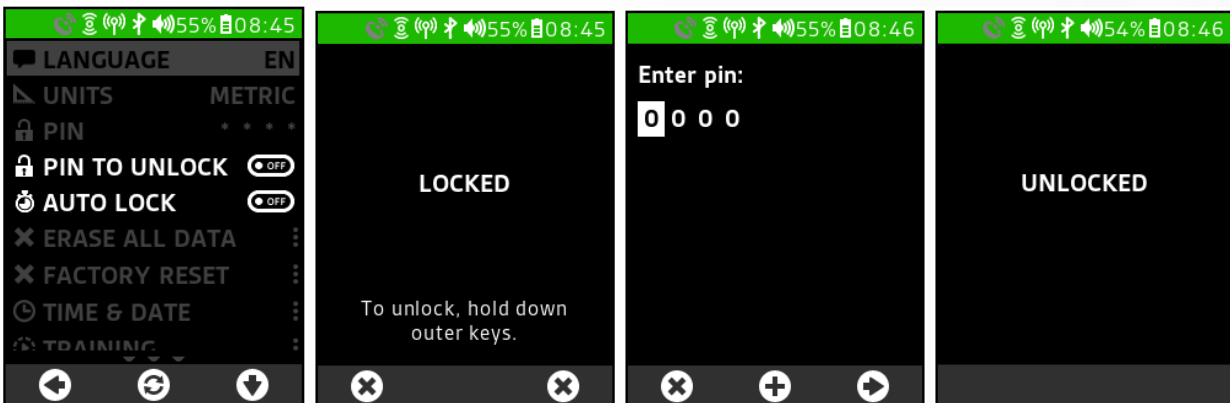 55% 08:45
LANGUAGE EN
UNITS METRIC
PIN * * * *
PIN TO UNLOCK OFF
AUTO LOCK OFF
ERASE ALL DATA
FACTORY RESET
TIME & DATE
TRAINING
55% 08:45
LOCKED
To unlock, hold down
outer keys.
55% 08:46
Enter pin:
0 0 0 0
54% 08:46
UNLOCKED